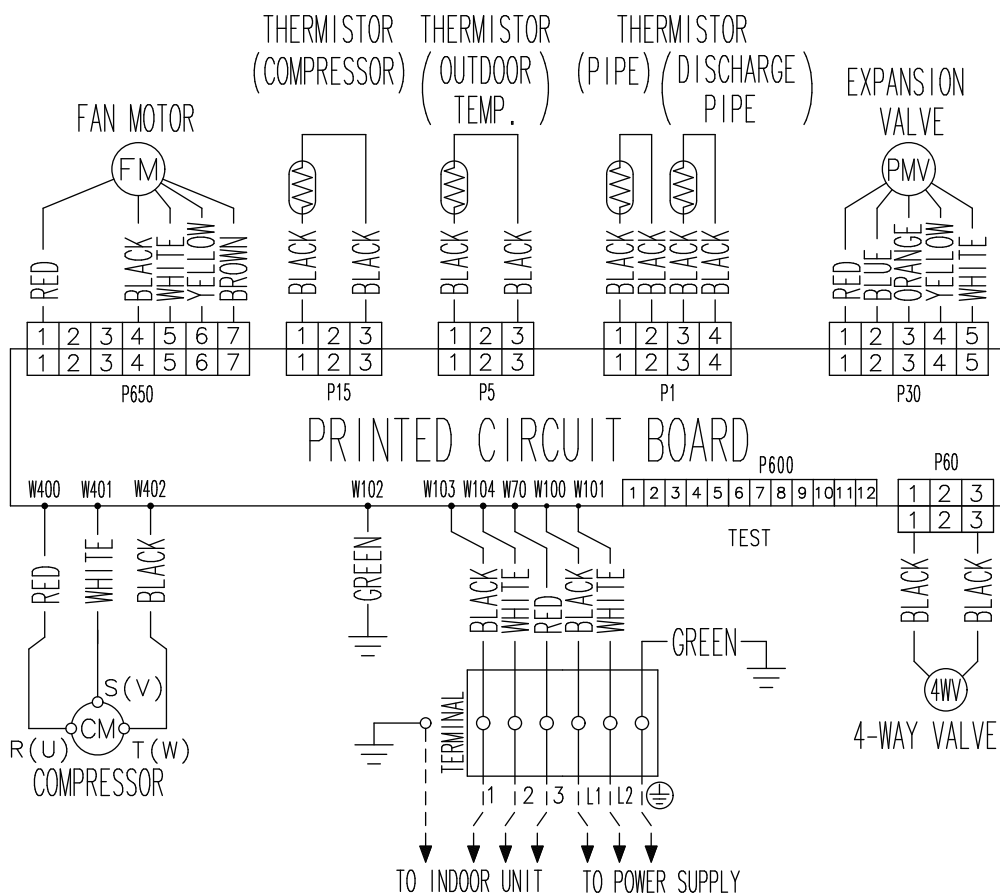 THERMISTOR THERMISTOR THERMISTOR
(COMPRESSOR) (OUTDOOR TEMP.) (PIPE) (DISCHARGE PIPE)
FAN MOTOR
EXPANSION
VALVE
FM
PMV
RED BLACK WHITE YELLOW BROWN
BLACK BLACK
BLACK BLACK
BLACK BLACK BLACK BLACK
RED BLUE ORANGE YELLOW WHITE
1 2 3 4 5 6 7 1 2 3 1 2 3 1 2 3 4 1 2 3 4 5
1 2 3 4 5 6 7 1 2 3 1 2 3 1 2 3 4 1 2 3 4 5
P650 P15 P5 P1 P30
PRINTED CIRCUIT BOARD
P600 P60
W400 W401 W402 W102 W103 W104 W70 W100 W101
1 2 3 4 5 6 7 8 9 10 11 12
1 2 3
1 2 3
TEST
RED WHITE BLACK
GREEN
BLACK WHITE RED BLACK WHITE
BLACK BLACK
GREEN
S(V)
CM
R(U) T(W)
COMPRESSOR
TERMINAL
4WV
4-WAY VALVE
1 2 3 L1 L2
TO INDOOR UNIT TO POWER SUPPLY